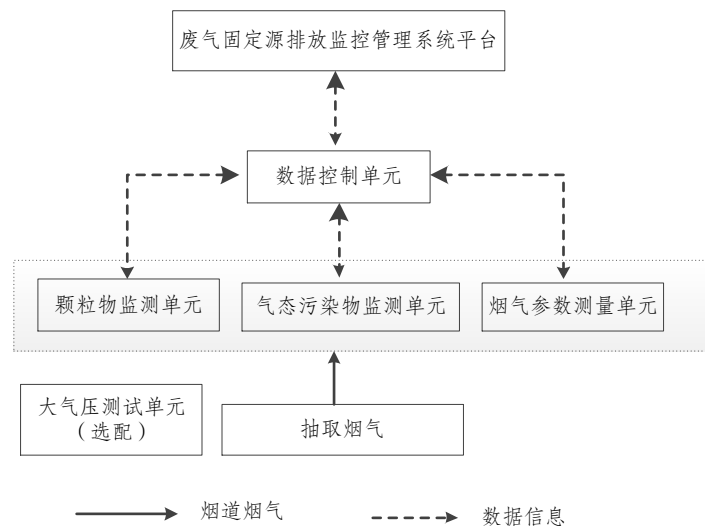 废气固定源排放监控管理系统平台
数据控制单元
颗粒物监测单元
气态污染物监测单元
烟气参数测量单元
大气压测试单元
（选配）
抽取烟气
烟道烟气
数据信息